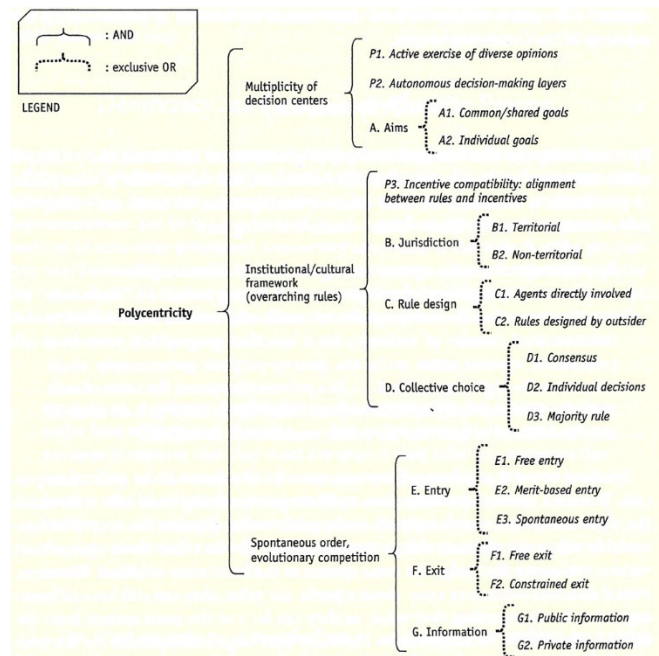 : AND
: exclusive OR
LEGEND
Polycentricity
Multiplicity of
decision centers
P1. Active exercise of diverse opinions
P2. Autonomous decision-making layers
A. Aims
A1. Common/shared goals
A2. Individual goals
Institutional/cultural
framework
(overarching rules)
P3. Incentive compatibility: alignment
between rules and incentives
B. Jurisdiction
B1. Territorial
B2. Non-territorial
C. Rule design
C1. Agents directly involved
C2. Rules designed by outsider
D. Collective choice
D1. Consensus
D2. Individual decisions
D3. Majority rule
Spontaneous order,
evolutionary competition
E. Entry
E1. Free entry
E2. Merit-based entry
E3. Spontaneous entry
F. Exit
F1. Free exit
F2. Constrained exit
G. Information
G1. Public information
G2. Private information